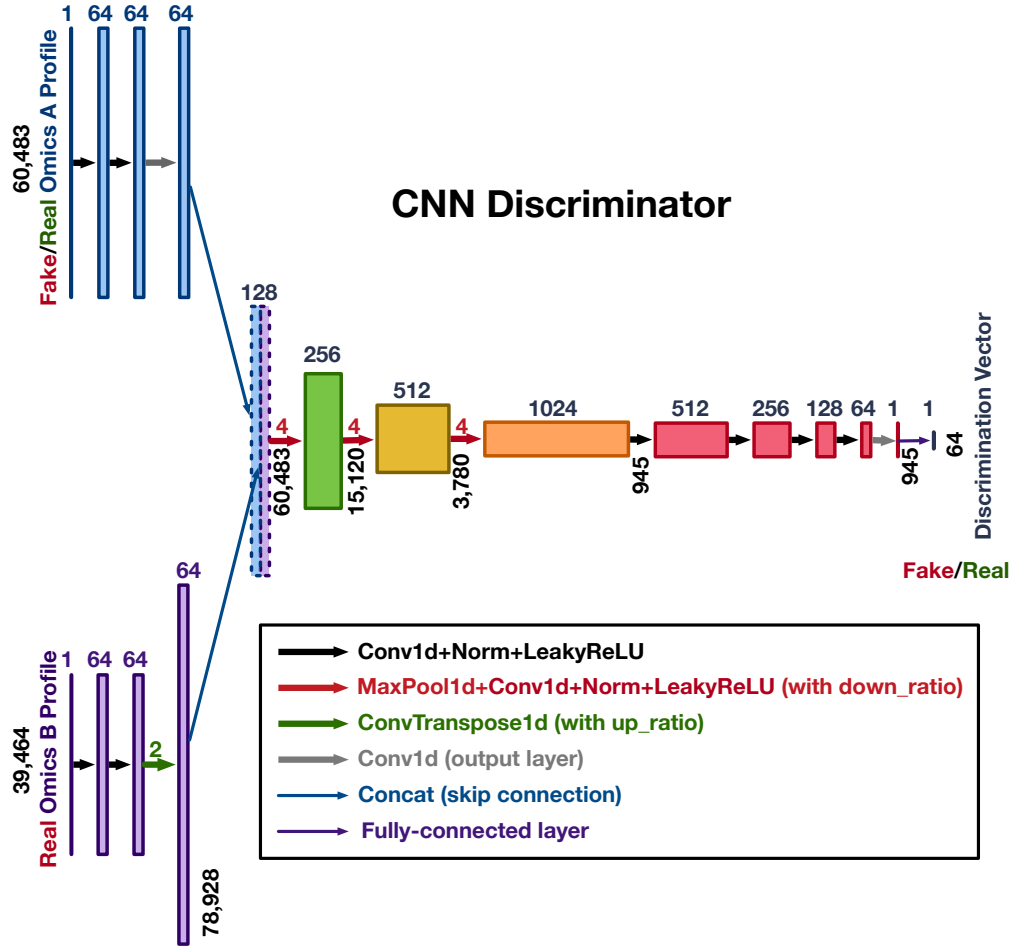 1 64 64 64
60,483
Fake/Real Omics A Profile
CNN Discriminator
128
4
60,483
256
4
15,120
512
4
3,780
1024
945
512
256
128
64
1
945
1
64
Discrimination Vector
Fake/Real
1 64 64
64
39,464
Real Omics B Profile
2
78,928
Conv1d+Norm+LeakyReLU
MaxPool1d+Conv1d+Norm+LeakyReLU (with down_ratio)
ConvTranspose1d (with up_ratio)
Conv1d (output layer)
Concat (skip connection)
Fully-connected layer